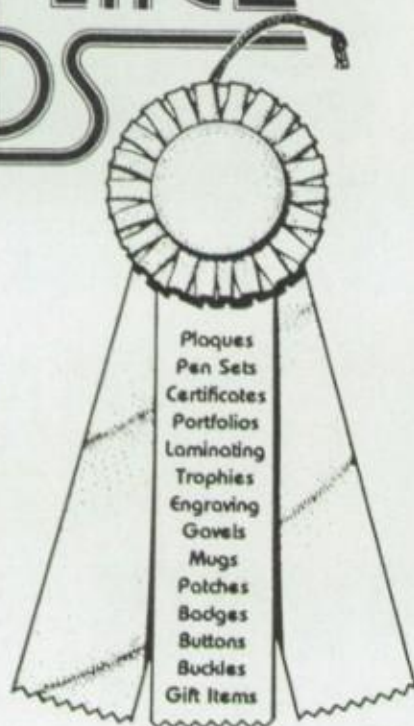 Plaques
Pen Sets
Certificates
Portfolios
Laminating
Trophies
Engraving
Gavels
Mugs
Patches
Badges
Buttons
Buckles
Gift Items